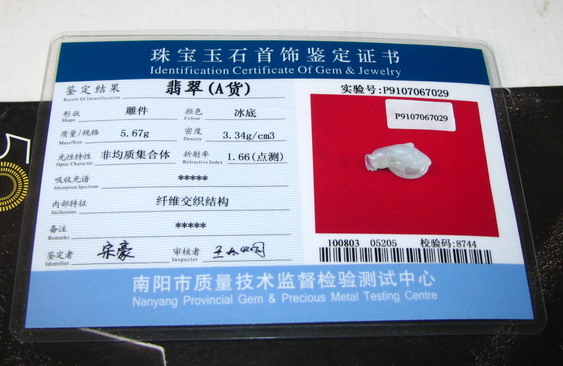 珠宝玉石首饰鉴定证书
Identification Certificate Of Gem & Jewelry
鉴定结果 翡翠(A货)
Result Of Identification
实验号:P9107067029
P9107067029
形状 雕件 颜色 冰底
Shape Colour
质量/规格 5.67g 密度 3.34g/cm3
Mass/Size Density
光性特性 非均质集合体 折射率 1.66(点测)
Optic Character Refractive Index
吸收光谱 *****
Absorption Spectrum
内部特征 纤维交织结构
Inclusions
备注 *****
Remarks
鉴定者 宋豪 审核者
Identifier Inspector
100803 05205 校验码:8744
南阳市质量技术监督检验测试中心
Nanyang Provincial Gem & Precious Metal Testing Centre